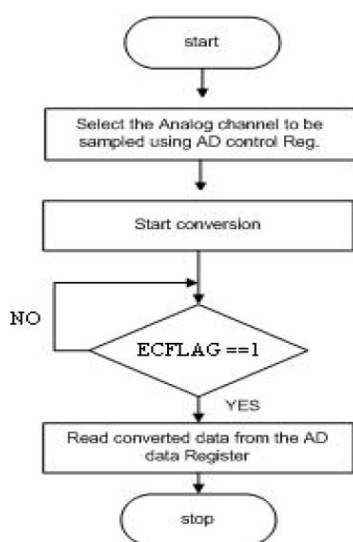 start
Select the Analog channel to be
sampled using AD control Reg.
Start conversion
NO
ECFLAG ==1
YES
Read converted data from the AD
data Register
stop